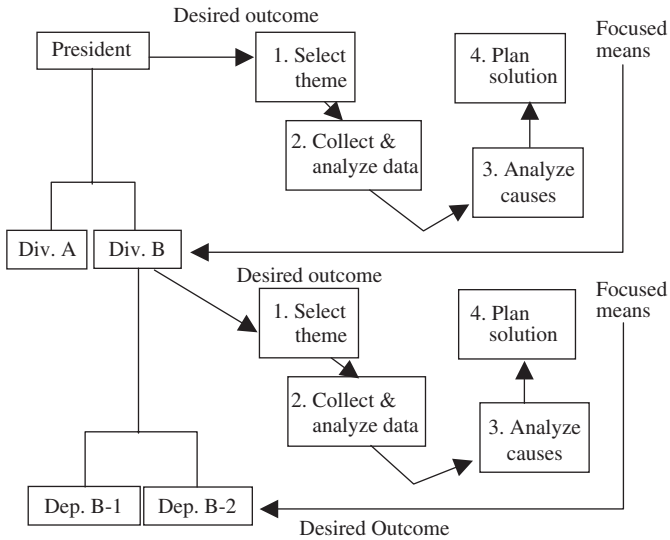 Desired outcome
President
1. Select
theme
4. Plan
solution
Focused
means
2. Collect &
analyze data
3. Analyze
causes
Div. A
Div. B
Desired outcome
1. Select
theme
4. Plan
solution
Focused
means
2. Collect &
analyze data
3. Analyze
causes
Dep. B-1
Dep. B-2
Desired Outcome